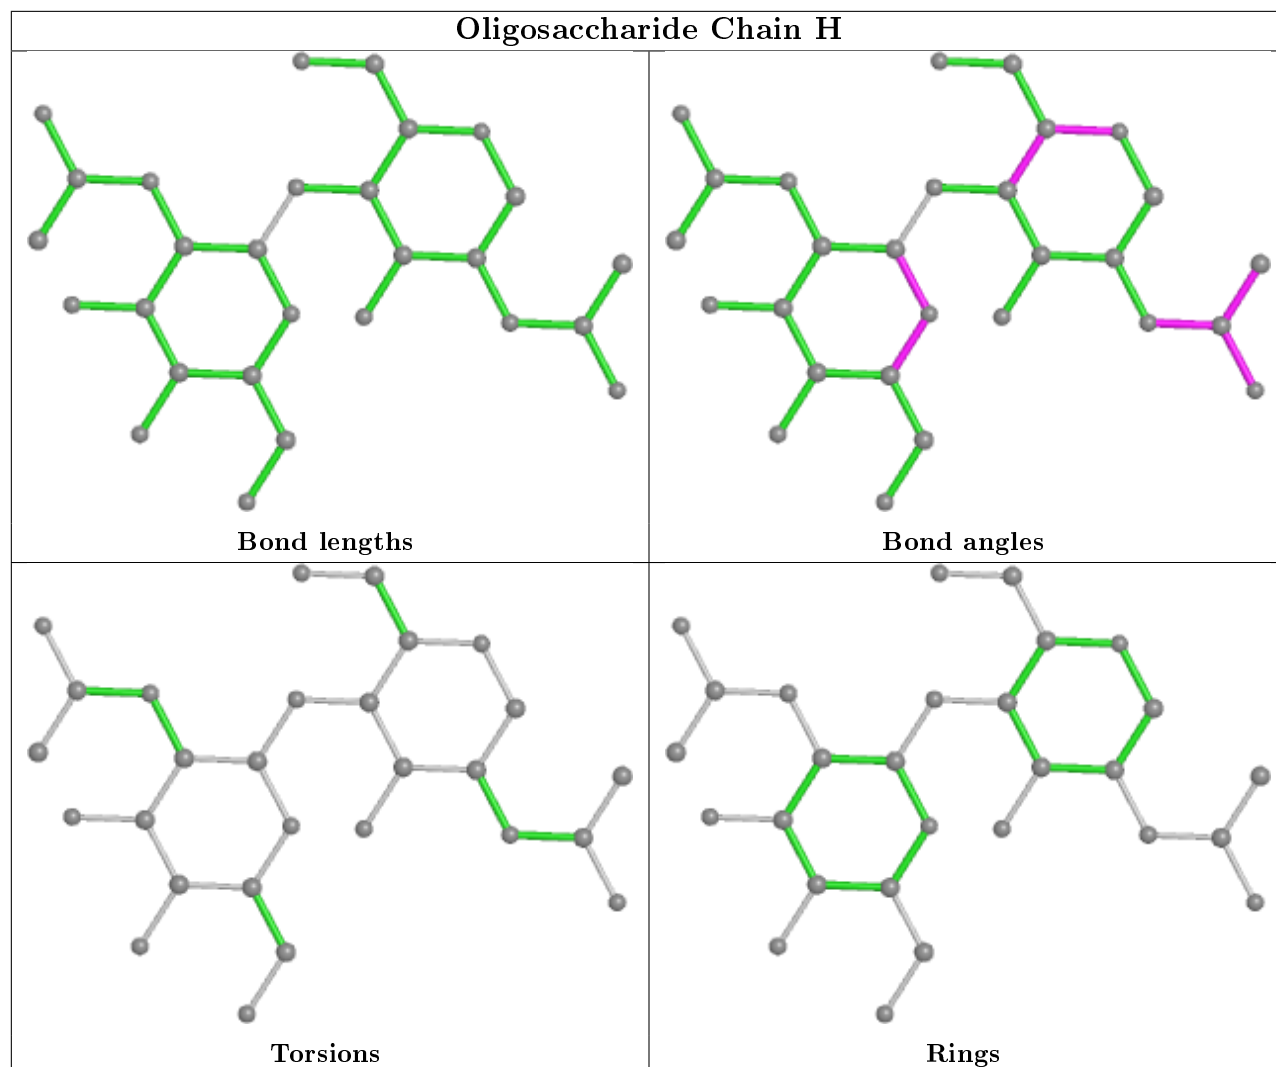 Oligosaccharide Chain H
Bond lengths
Bond angles
Torsions
Rings